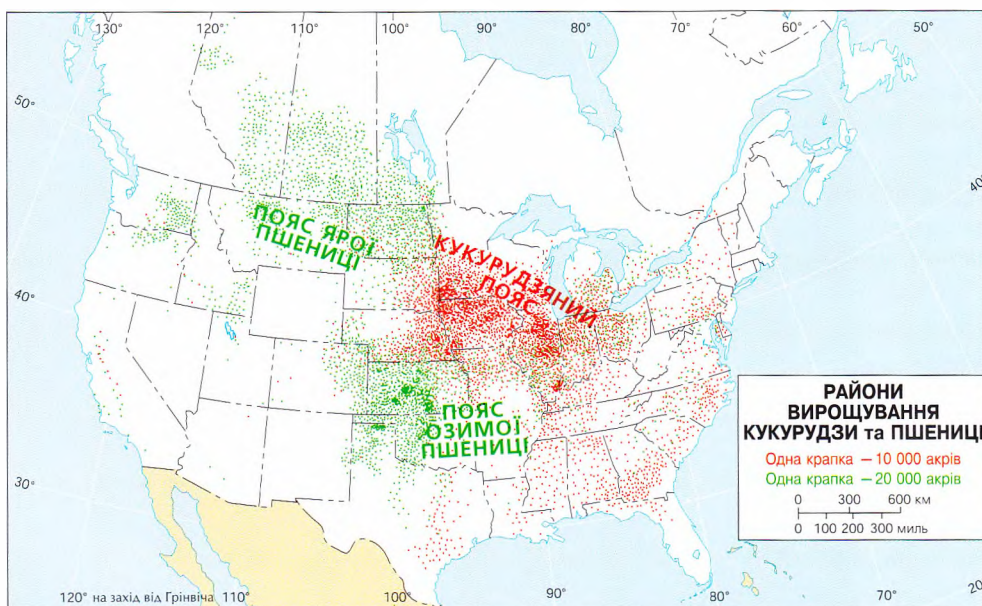 130°
120°
110°
100°
90°
80°
70°
60°
50°
50°
40°
40°
30°
ПОЯС ЯРОЇ
ПШЕНИЦІ
КУКУРУДЗЯНИЙ
ПОЯС
ПОЯС
ОЗИМОЇ
ПШЕНИЦІ
РАЙОНИ
ВИРОЩУВАННЯ
КУКУРУДЗИ та ПШЕНИЦІ
Одна крапка – 10 000 акрів
Одна крапка – 20 000 акрів
0 300 600 км
0 100 200 300 миль
120° на захід від Грінвіча
110°
100°
90°
80°
70°
20°